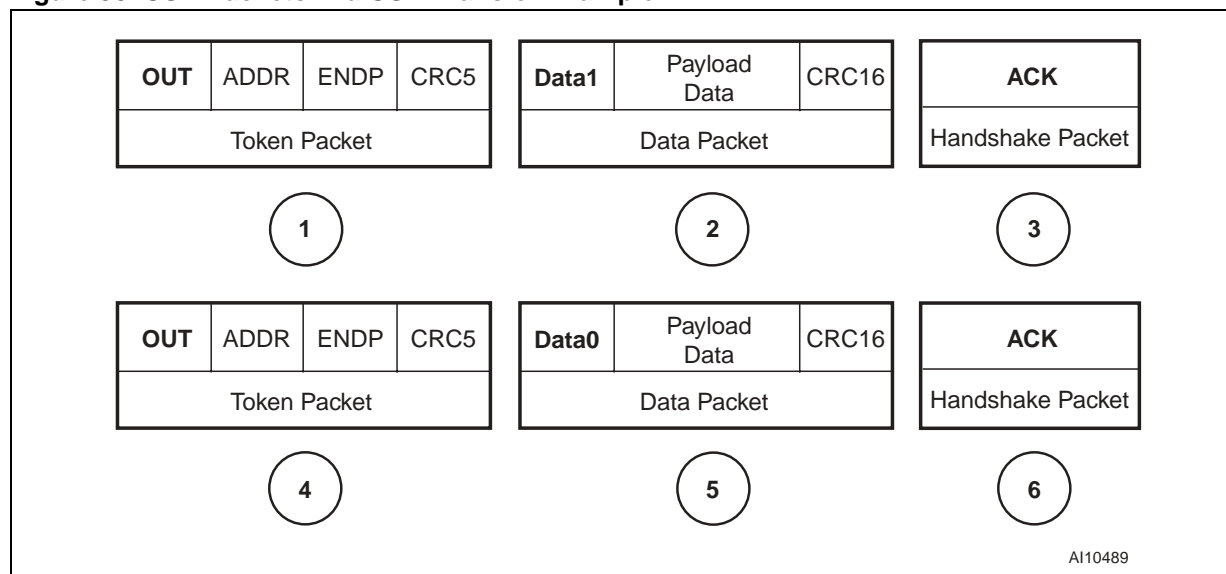 OUT ADDR ENDP CRC5
Token Packet
Data1 Payload Data CRC16
Data Packet
ACK
Handshake Packet
1
2
3
OUT ADDR ENDP CRC5
Token Packet
Data0 Payload Data CRC16
Data Packet
ACK
Handshake Packet
4
5
6
AI10489